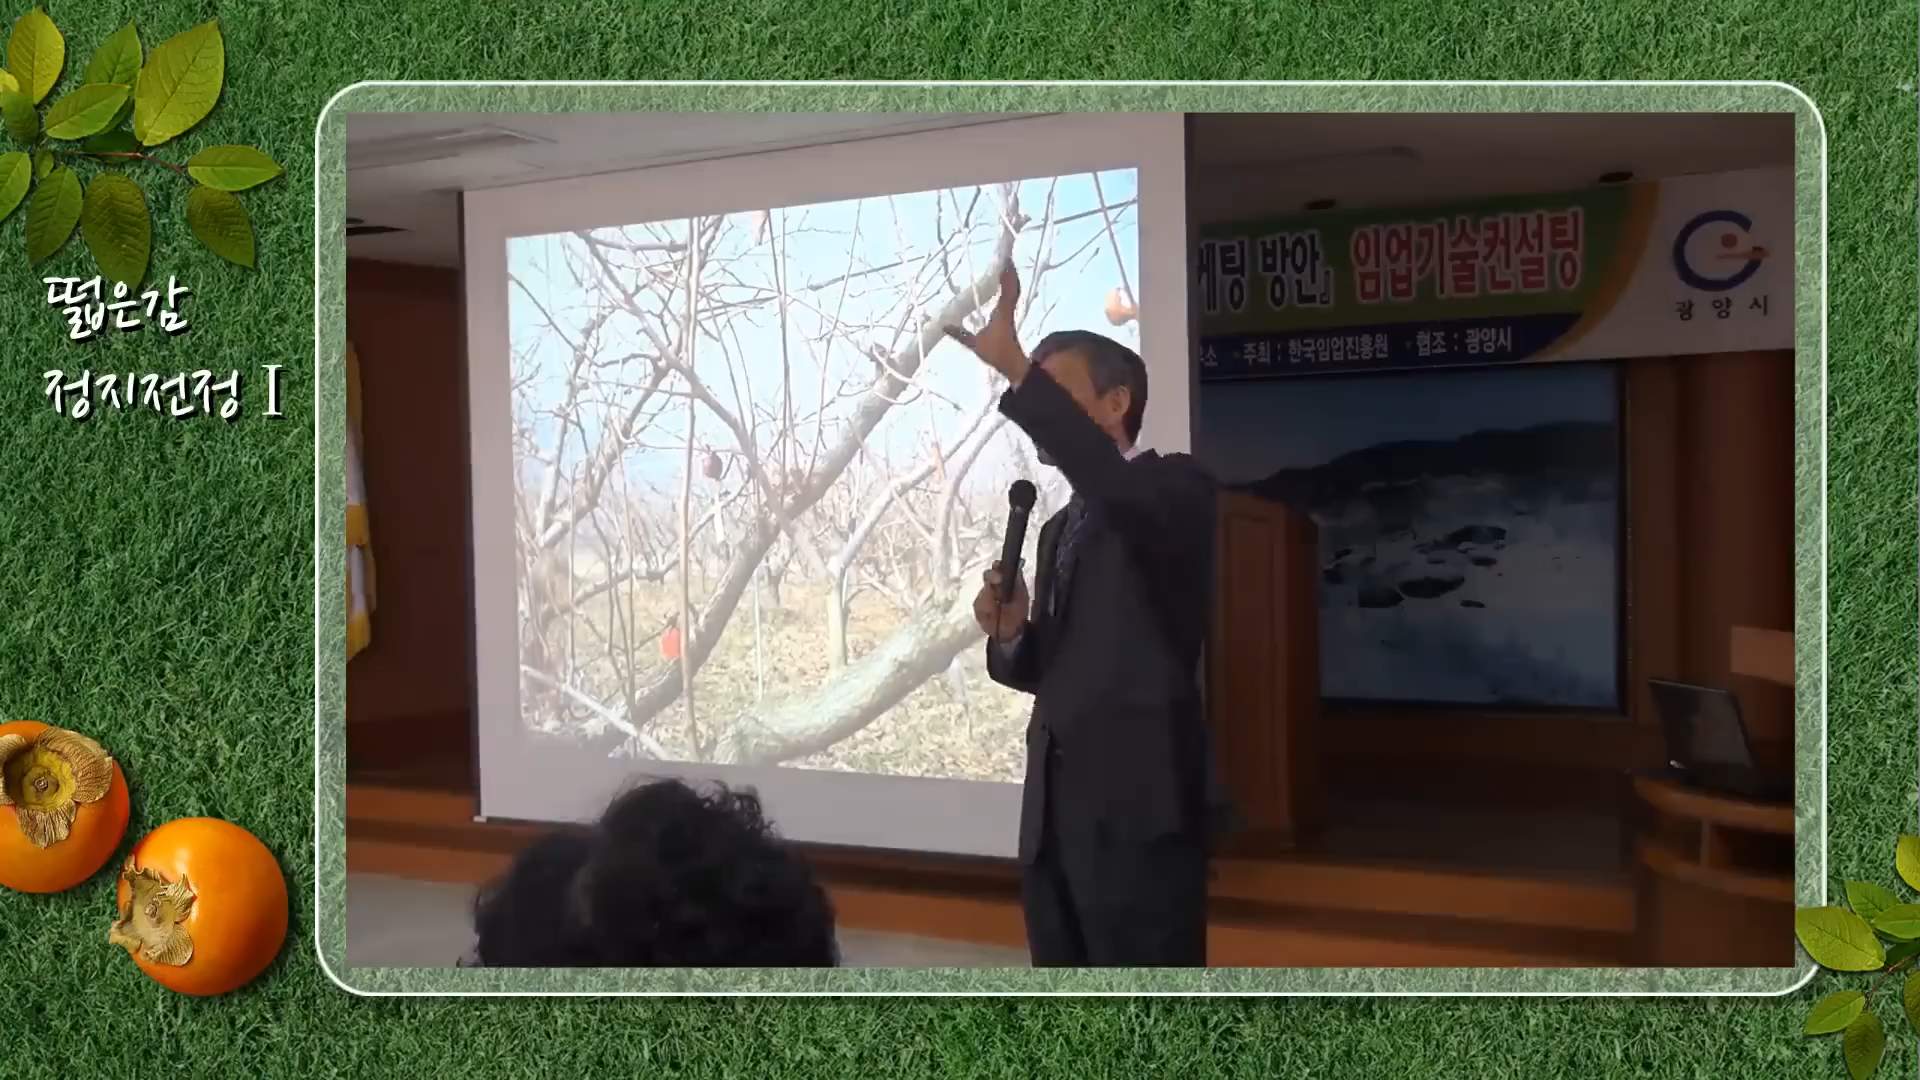 떫은감
정지전정 I
케팅 방안』 임업기술컨설팅
소 • 주최 : 한국임업진흥원 • 협조 : 광양시
광양시